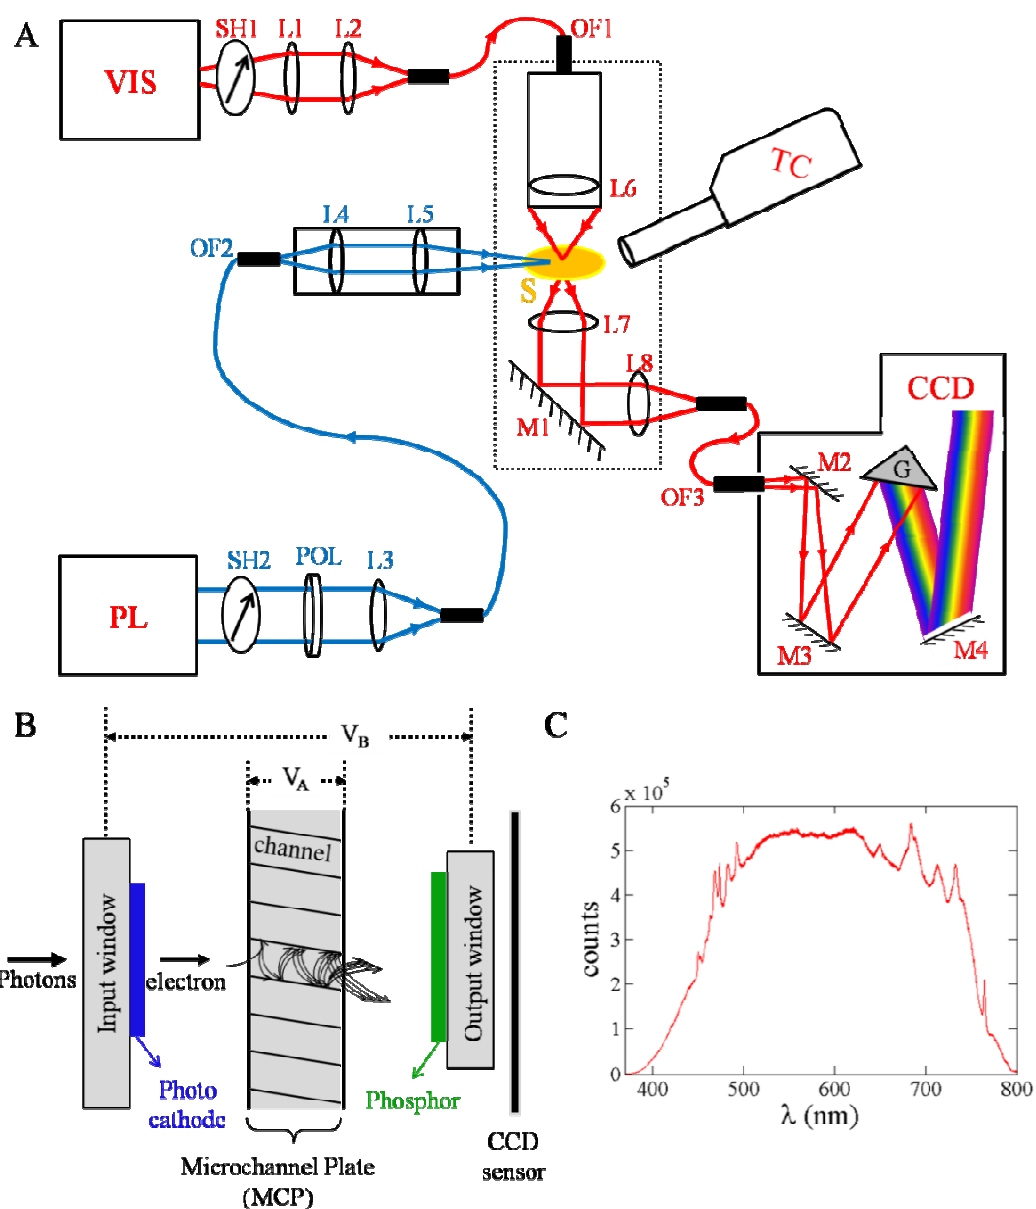 A
VIS
SH1
L1
L2
OF1
L6
TC
OF2
L4
L5
S
L7
L8
M1
CCD
M2
G
OF3
SH2
POL
L3
PL
M3
M4
B
V_B
V_A
channel
Input window
Output window
Photons
electron
Photo
cathode
Phosphor
Microchannel Plate
(MCP)
CCD
sensor
C
x 10^5
6
5
4
3
2
1
0
counts
400
500
600
700
800
λ (nm)